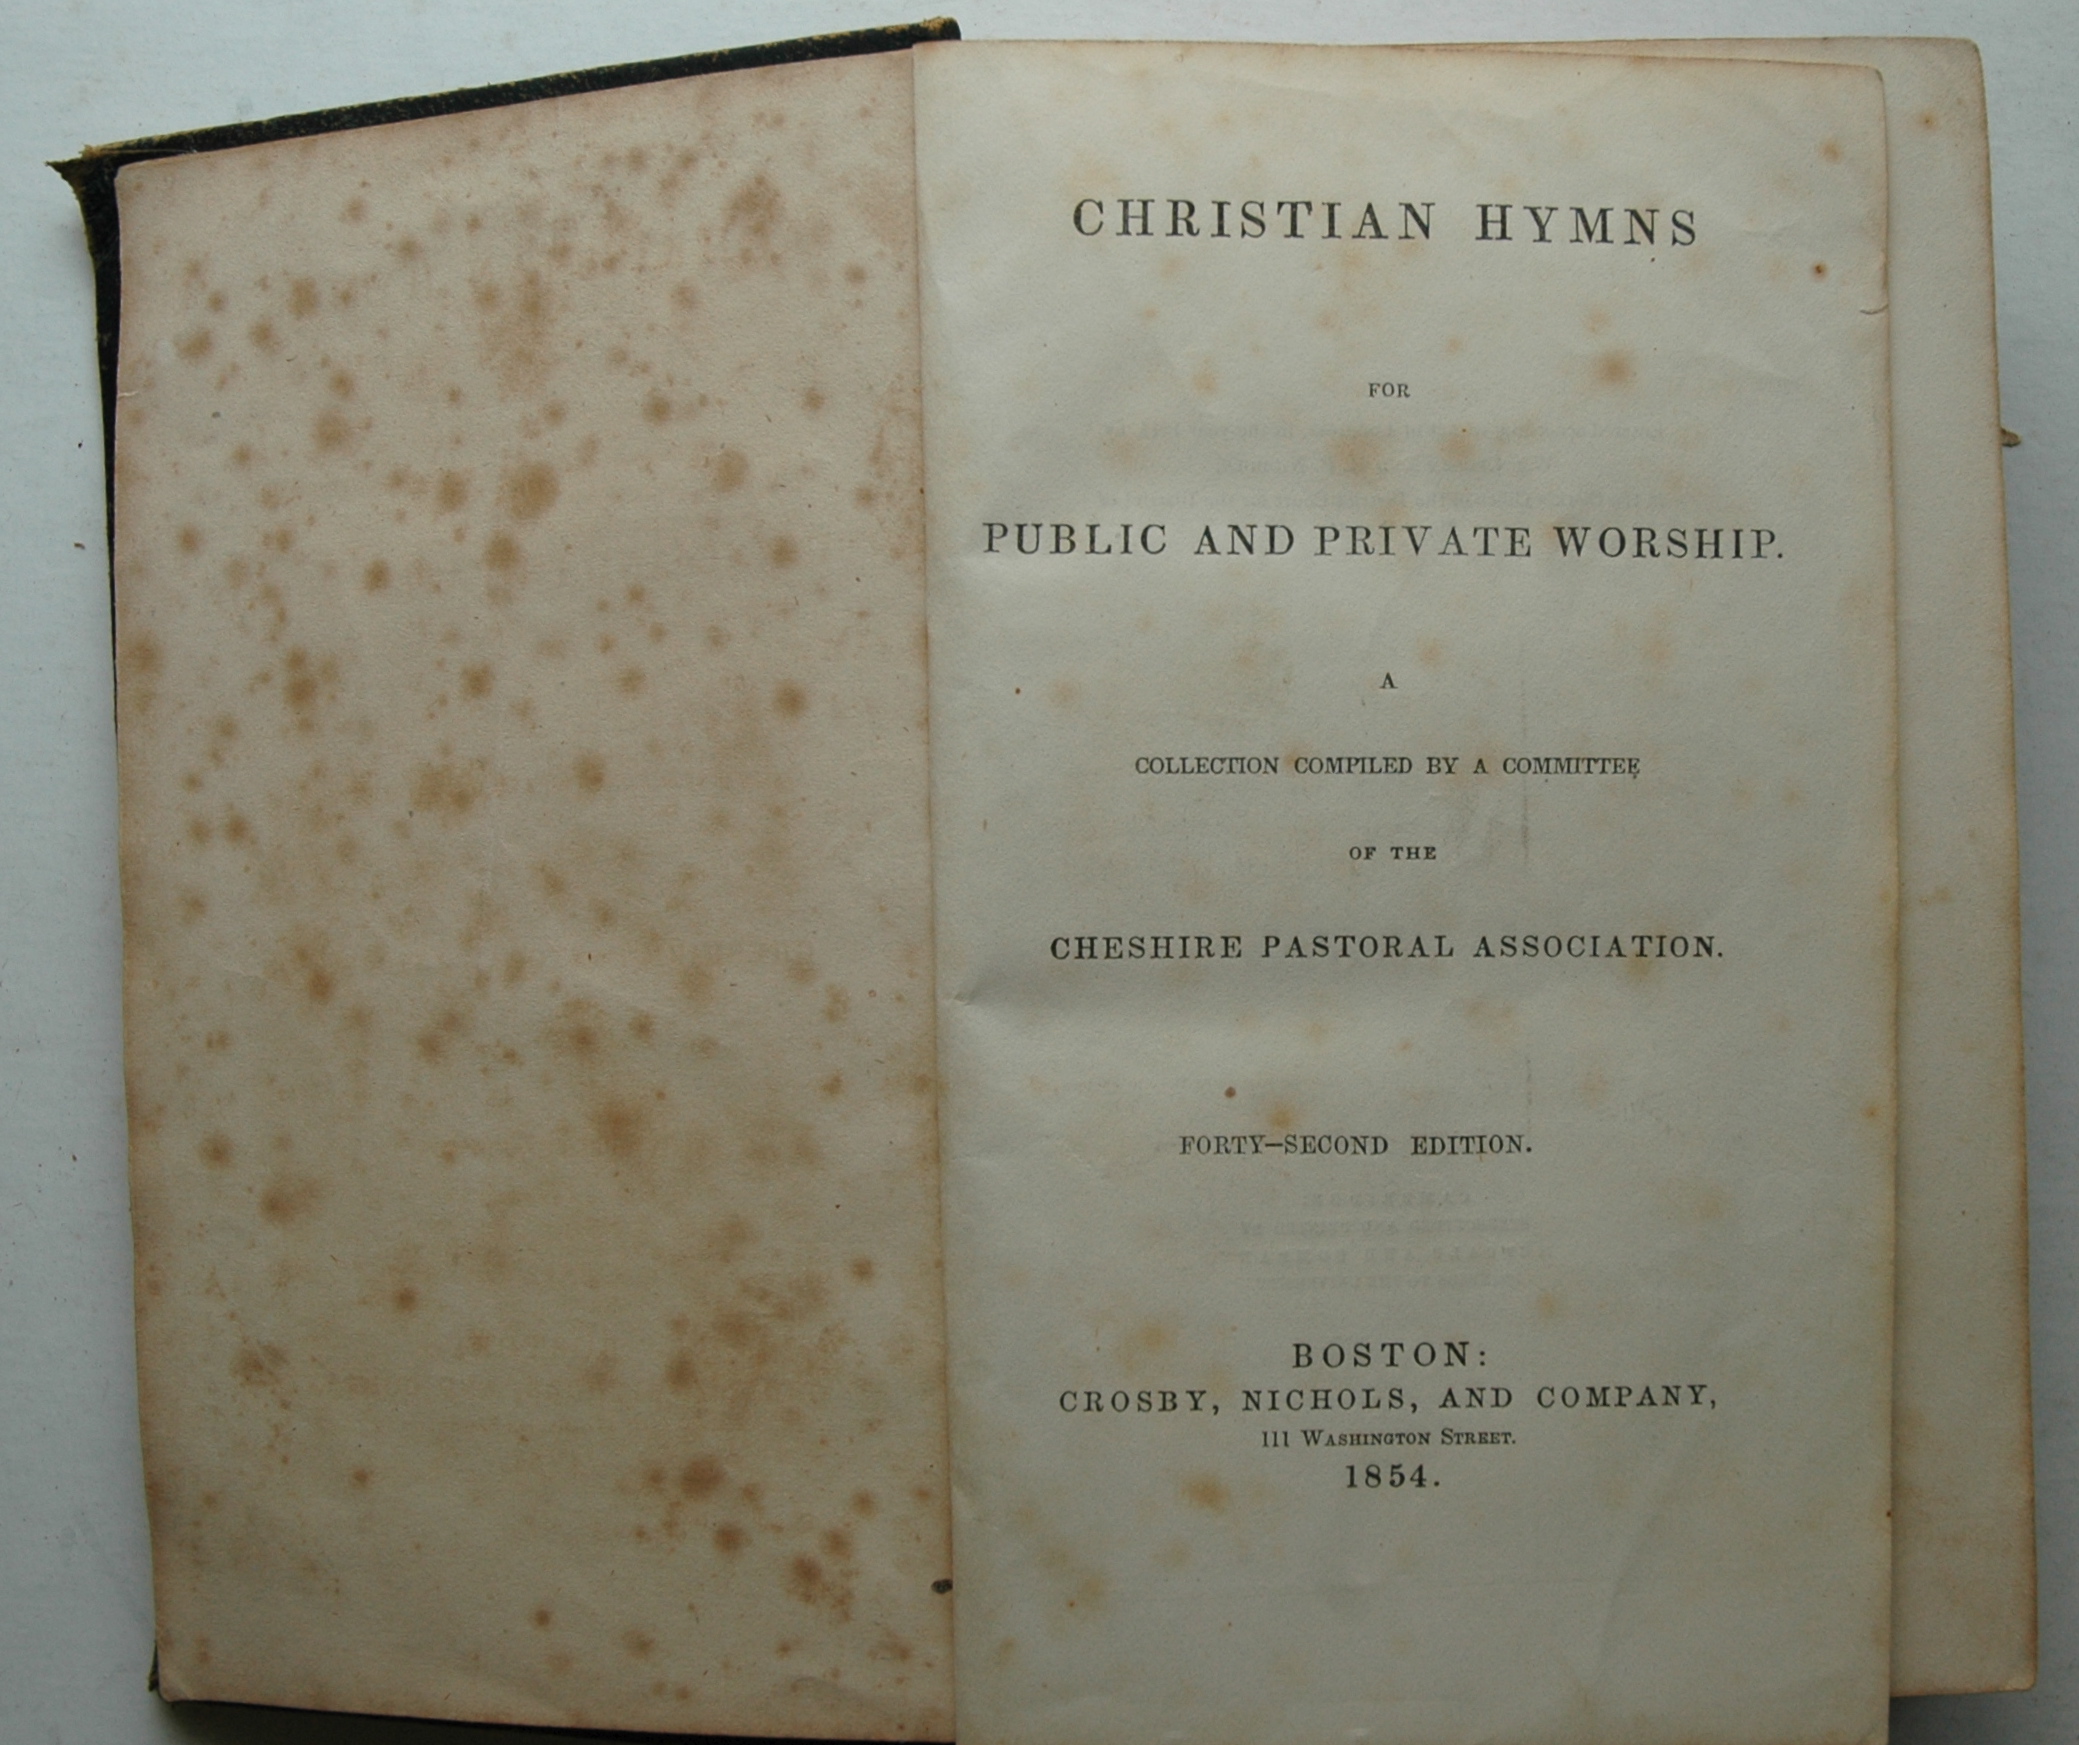 CHRISTIAN HYMNS
FOR
PUBLIC AND PRIVATE WORSHIP.
A
COLLECTION COMPILED BY A COMMITTEE
OF THE
CHESHIRE PASTORAL ASSOCIATION.
FORTY–SECOND EDITION.
BOSTON:
CROSBY, NICHOLS, AND COMPANY,
111 WASHINGTON STREET.
1854.